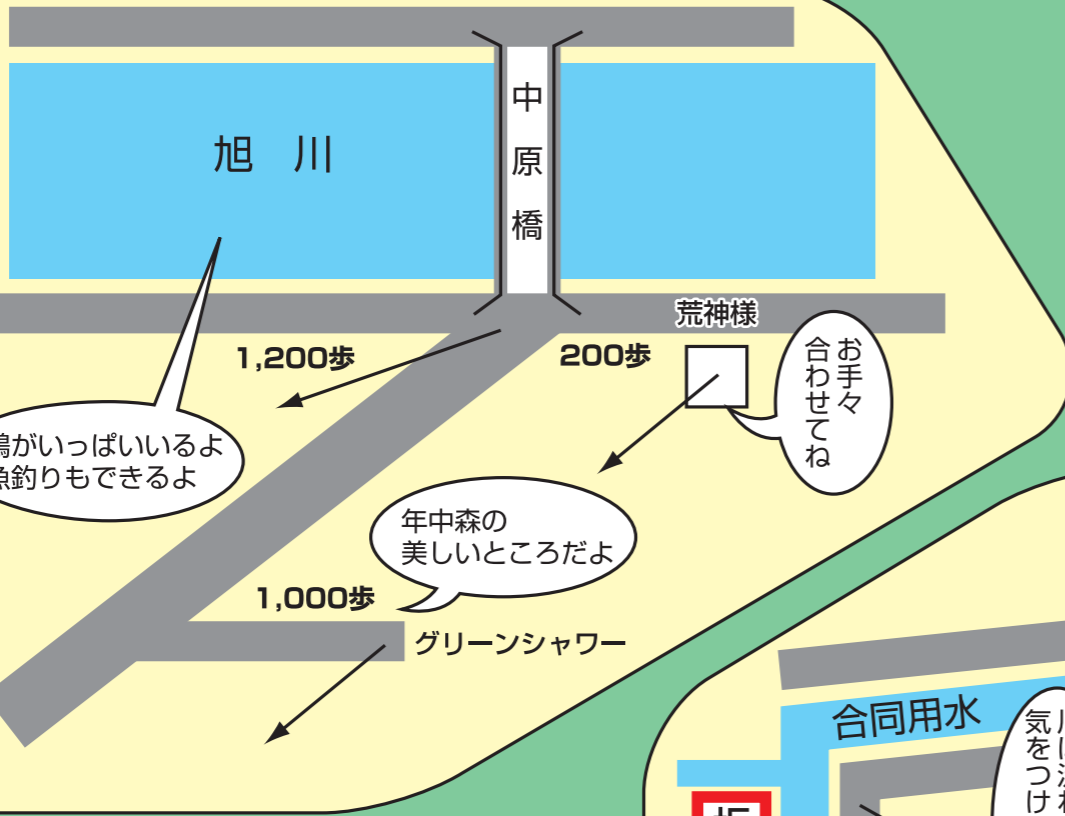 中原橋
旭川
荒神様
1,200歩
200歩
お手々
合わせてね
がいっぱいいるよ
釣りもできるよ
年中森の
美しいところだよ
1,000歩
グリーンシャワー
合同用水
気をつけ